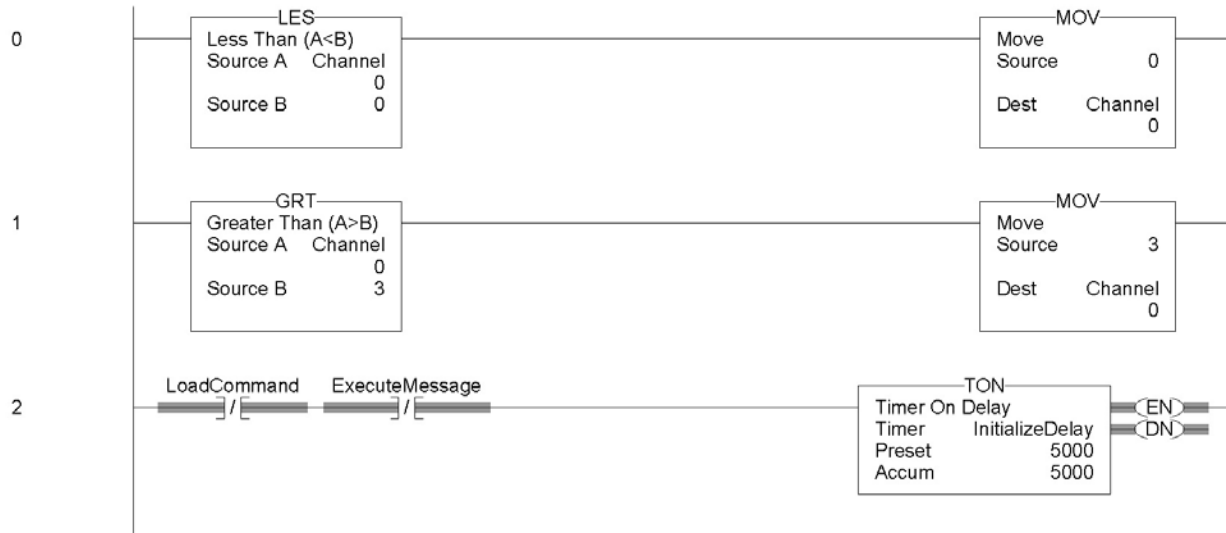 0
LES
Less Than (A<B)
Source A Channel
0
Source B 0
MOV
Move
Source 0
Dest Channel
0
1
GRT
Greater Than (A>B)
Source A Channel
0
Source B 3
MOV
Move
Source 3
Dest Channel
0
2
LoadCommand
ExecuteMessage
TON
Timer On Delay
Timer InitializeDelay
Preset 5000
Accum 5000
EN
DN